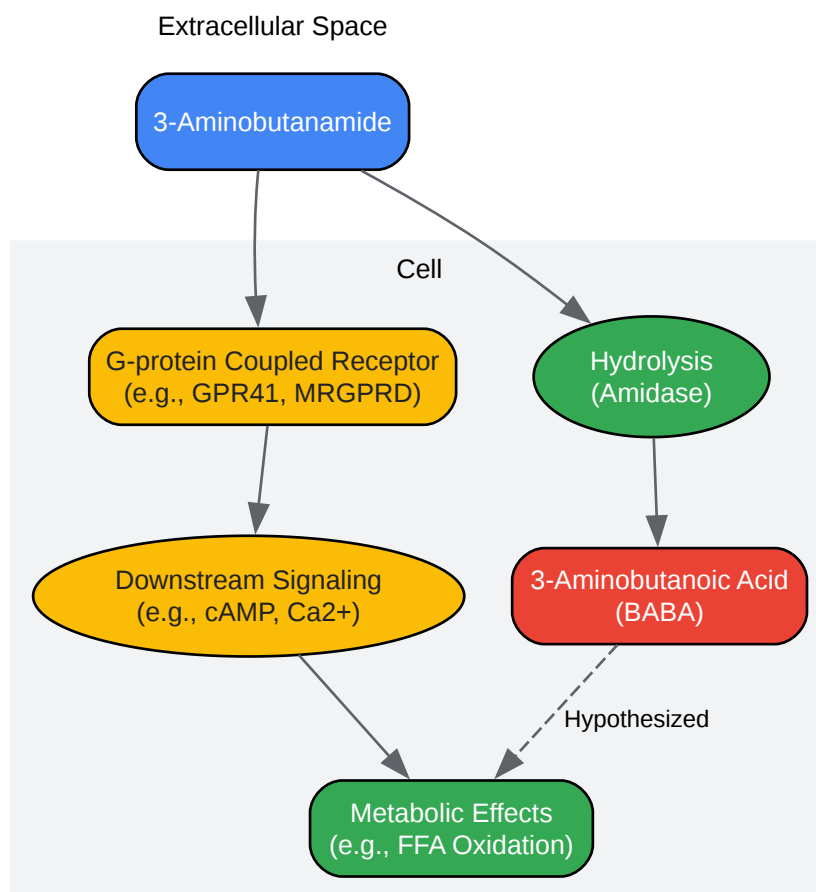 Extracellular Space
3-Aminobutanamide
Cell
G-protein Coupled Receptor
(e.g., GPR41, MRGPRD)
Hydrolysis
(Amidase)
Downstream Signaling
(e.g., cAMP, Ca2+)
3-Aminobutanoic Acid
(BABA)
Hypothesized
Metabolic Effects
(e.g., FFA Oxidation)